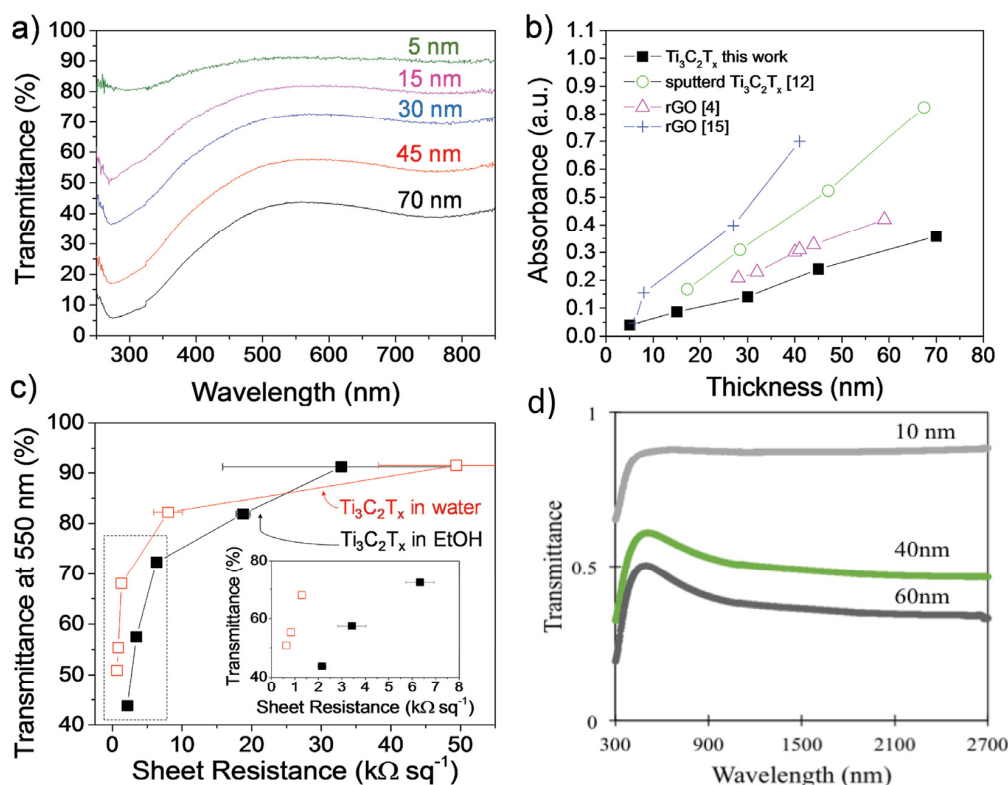 a)
Transmittance (%)
100
90
80
70
60
50
40
30
20
10
0
5 nm
15 nm
30 nm
45 nm
70 nm
300 400 500 600 700 800
Wavelength (nm)
b)
Absorbance (a.u.)
1.1
1.0
0.9
0.8
0.7
0.6
0.5
0.4
0.3
0.2
0.1
0.0
Ti₃C₂Tₓ this work
sputterd Ti₃C₂Tₓ [12]
rGO [4]
rGO [15]
0 10 20 30 40 50 60 70 80
Thickness (nm)
c)
Transmittance at 550 nm (%)
100
90
80
70
60
50
40
Ti₃C₂Tₓ in water
Ti₃C₂Tₓ in EtOH
Transmittance (%)
80
60
40
0 1 2 3 4 5 6 7 8
Sheet Resistance (kΩ sq⁻¹)
0 10 20 30 40 50
Sheet Resistance (kΩ sq⁻¹)
d)
Transmittance
1
0.5
0
10 nm
40nm
60nm
300 900 1500 2100 2700
Wavelength (nm)